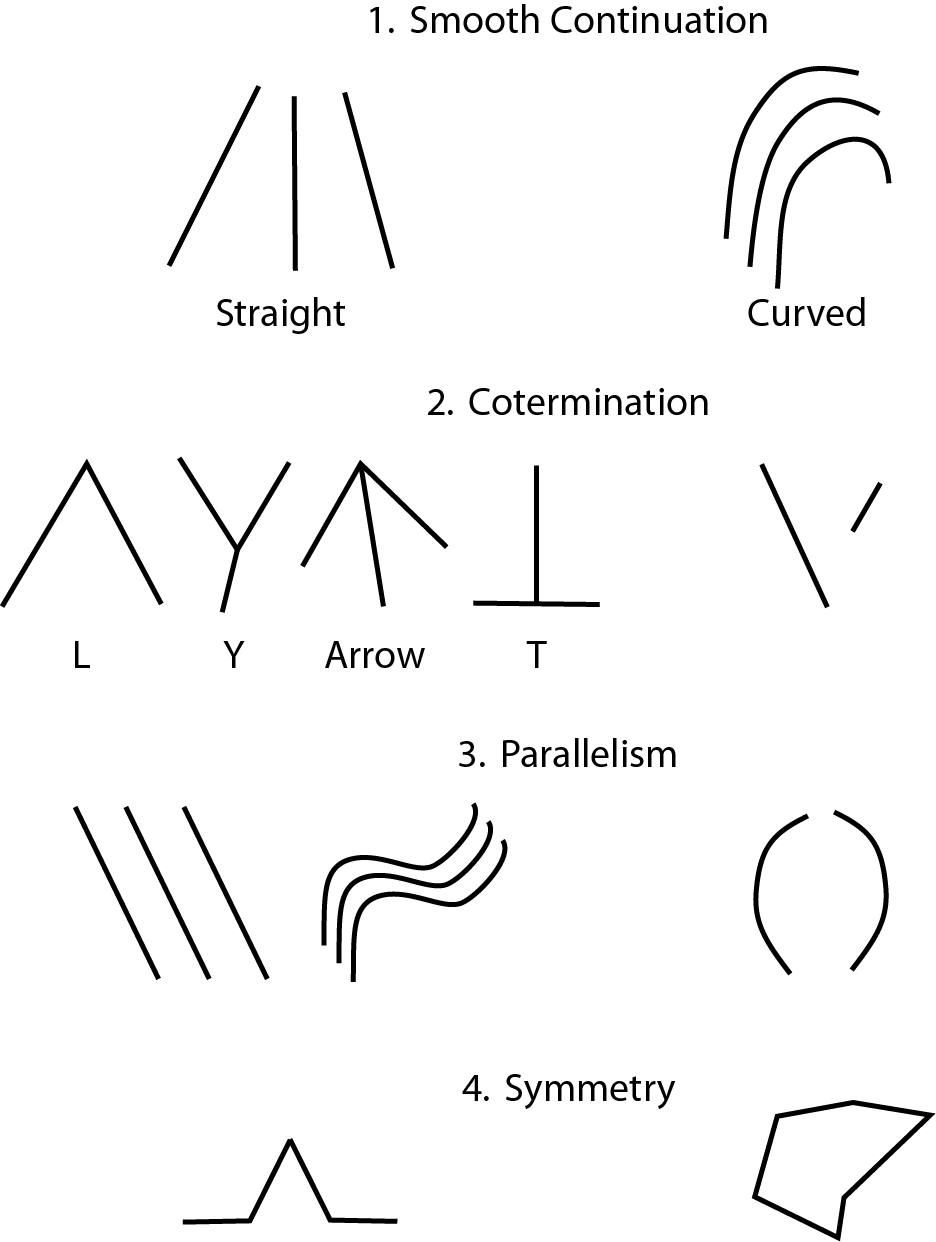 1. Smooth Continuation
Straight
Curved
2. Cotermination
L
Y
Arrow
T
3. Parallelism
4. Symmetry